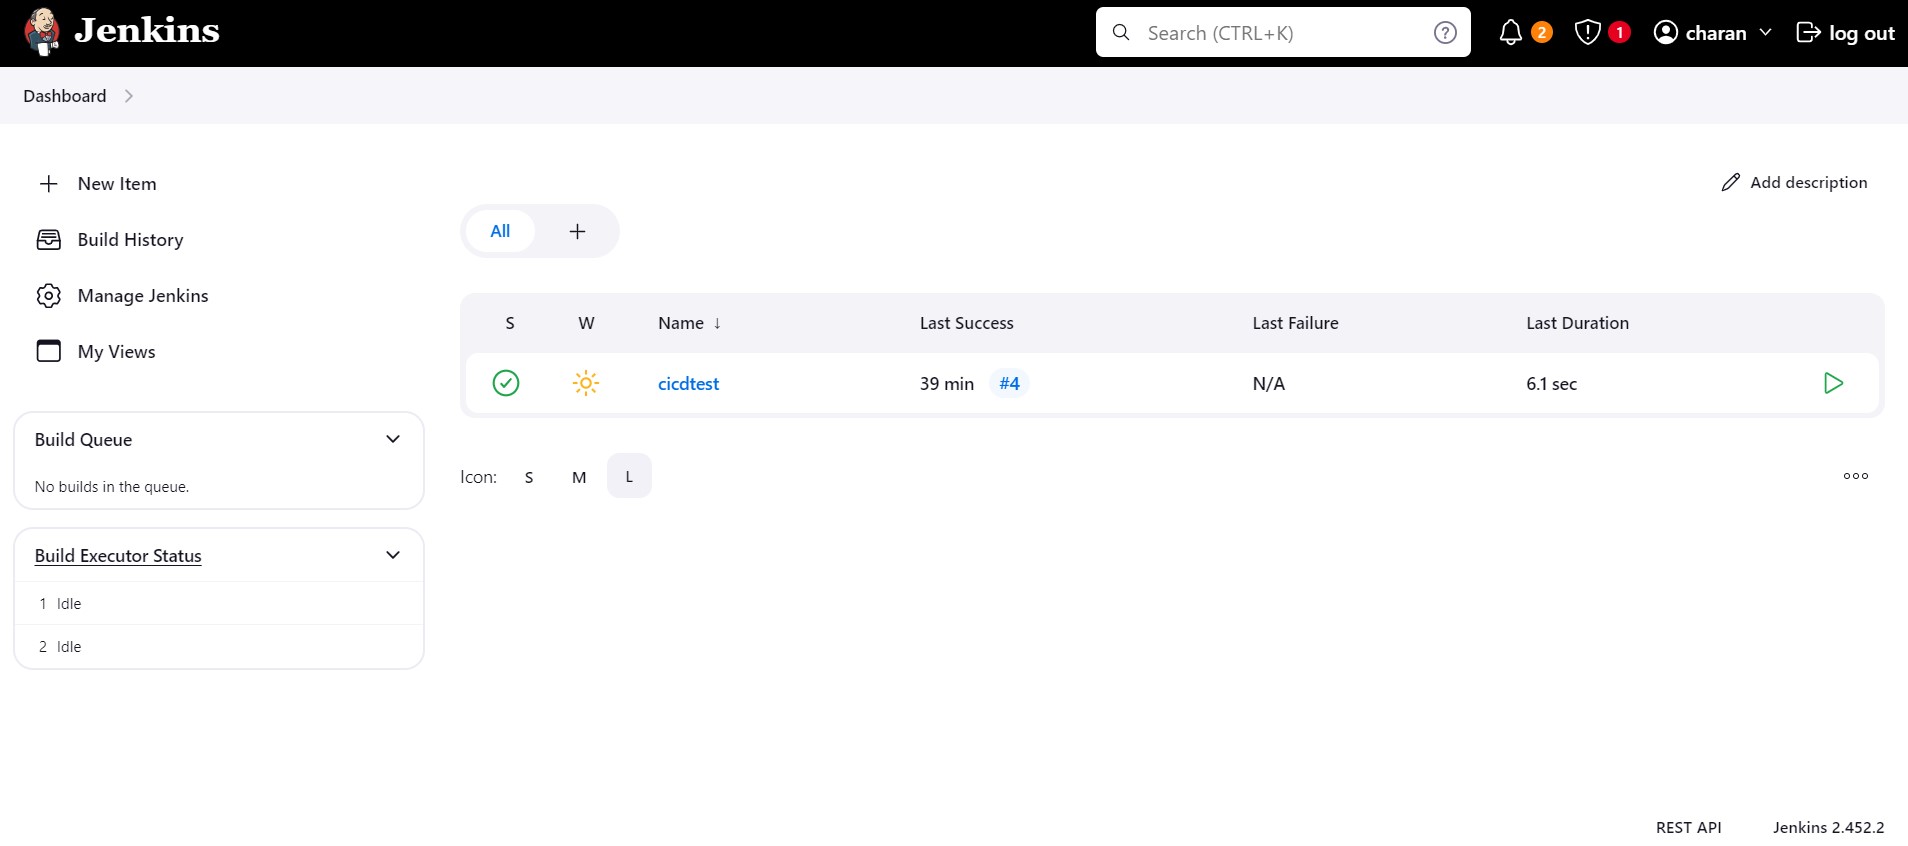 Jenkins
Search (CTRL+K)
?
2
1
charan
log out
Dashboard
New Item
Build History
Manage Jenkins
My Views
Add description
All +
S W Name ↓ Last Success Last Failure Last Duration
cicdtest 39 min #4 N/A 6.1 sec
Icon: S M L
Build Queue
No builds in the queue.
Build Executor Status
1 Idle
2 Idle
REST API Jenkins 2.452.2